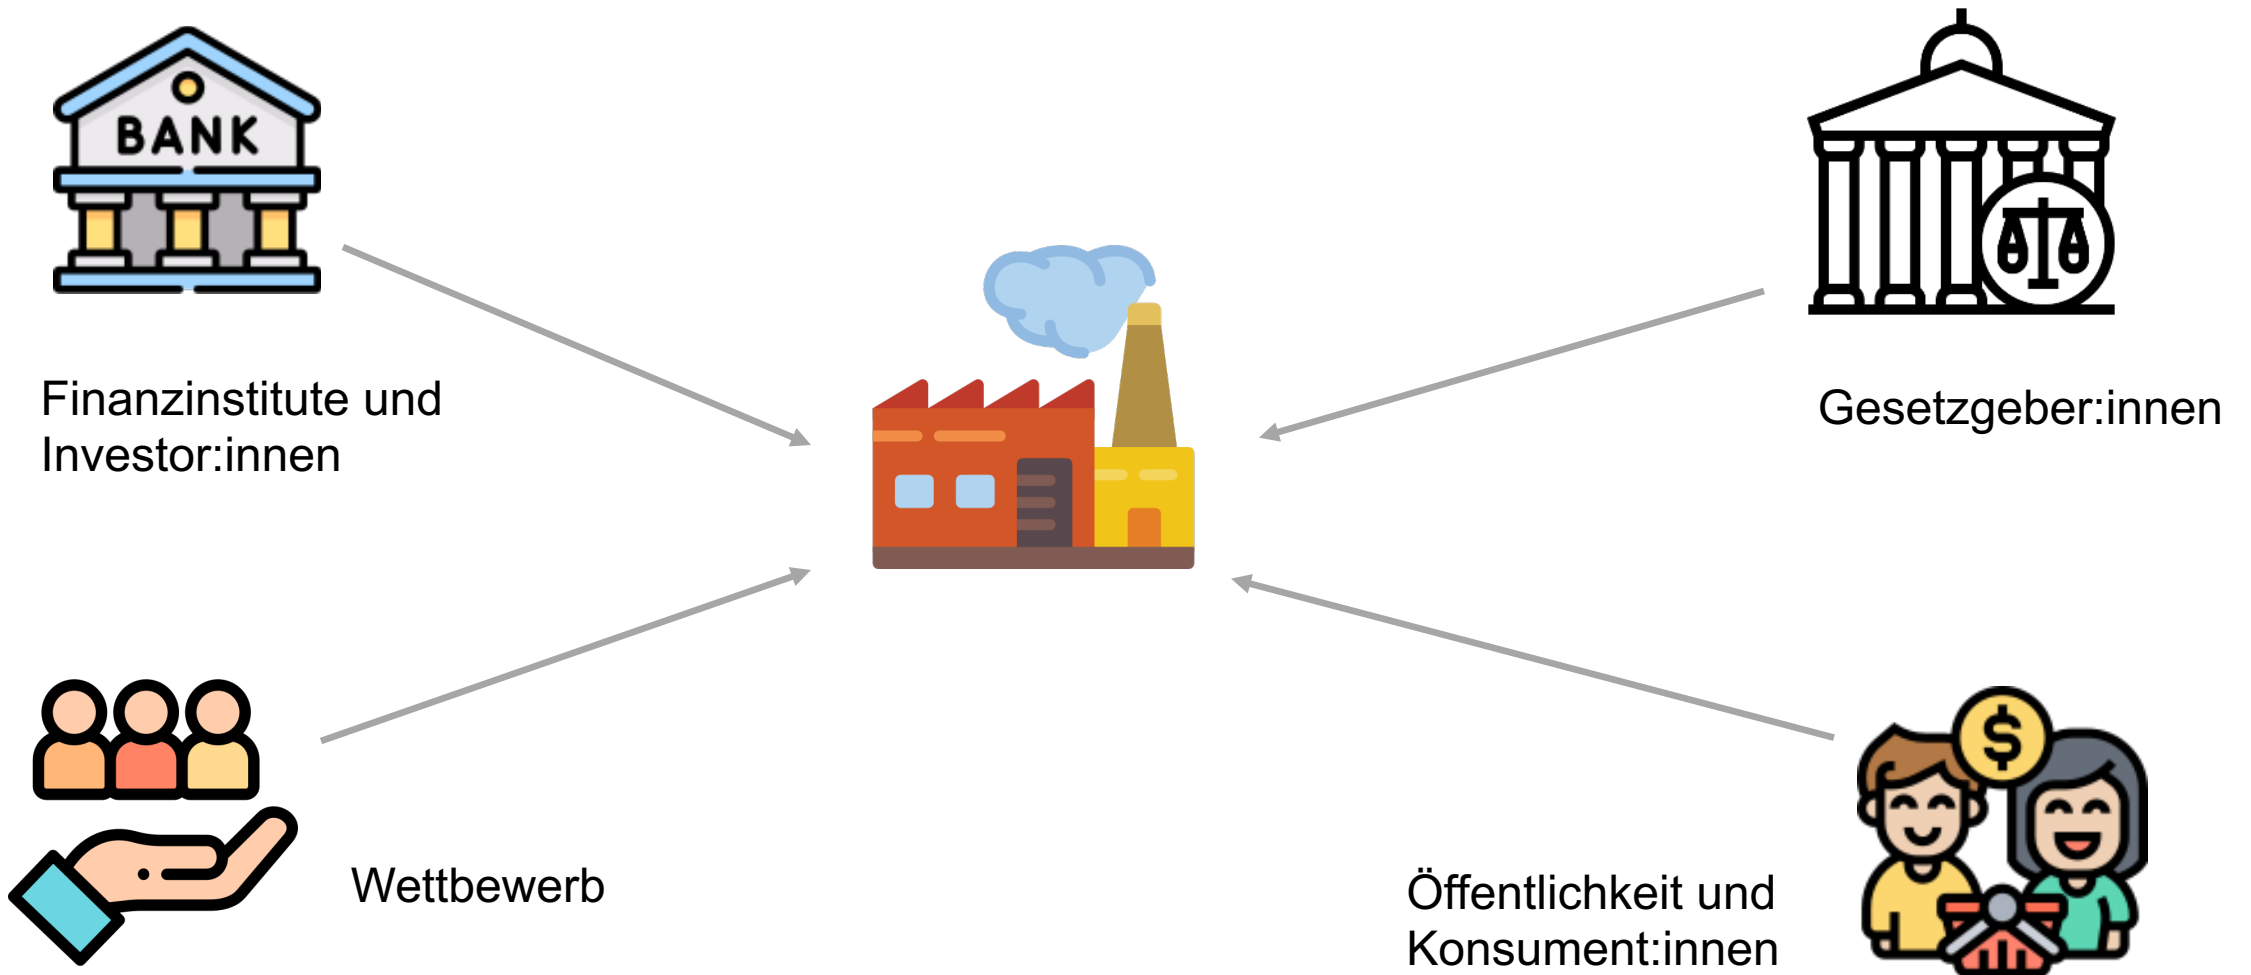 BANK
Finanzinstitute und
Investor:innen
Gesetzgeber:innen
Wettbewerb
$
Öffentlichkeit und
Konsument:innen